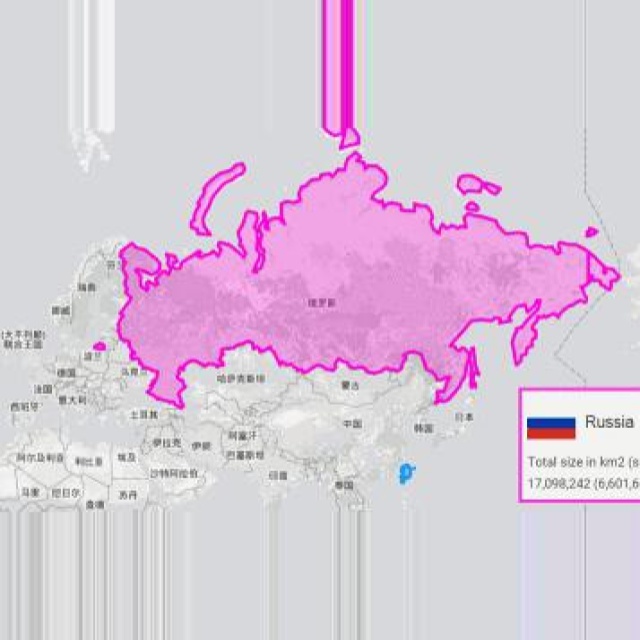 芬
瑞典
挪威
俄罗斯
(大不列颠)
联合王国
波兰
德国
乌克
哈萨克斯坦
蒙古
法国
意大利
西班牙
土耳其
日本
中国
韩国
伊拉克
伊朗
阿富汗
巴基斯坦
阿尔及利亚
利比亚
埃及
沙特阿拉伯
印度
泰国
马里
尼日尔
苏丹
Russia
Total size in km2 (s
17,098,242 (6,601,6